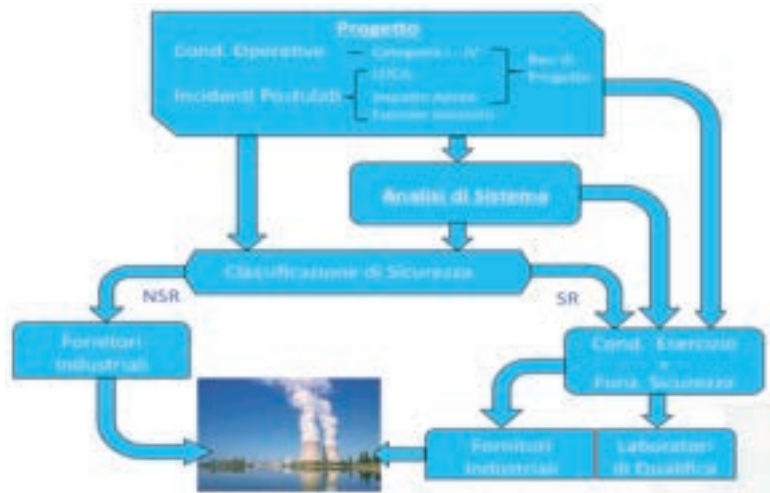 Progetto
Cond. Operative
Categoria I - IV
LOCA
Incidenti Postulati
Impatto Aereo
Basi di
Progetto
Analisi di Sistema
Classificazione di Sicurezza
NSR
SR
Fornitori
Industriali
Cond. Esercizio
+
Funz. Sicurezza
Fornitori
Industriali
Laboratori
di Qualifica